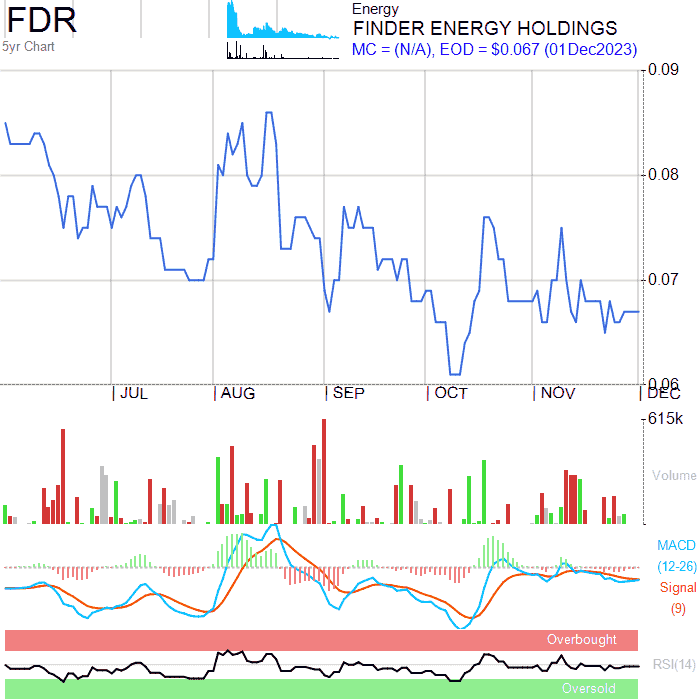 FDR
5yr Chart
Energy
FINDER ENERGY HOLDINGS
MC = (N/A), EOD = $0.067 (01Dec2023)
0.09
0.08
0.07
0.06
JUL AUG SEP OCT NOV DEC
615k
Volume
MACD
(12-26)
Signal
(9)
Overbought
RSI(14)
Oversold